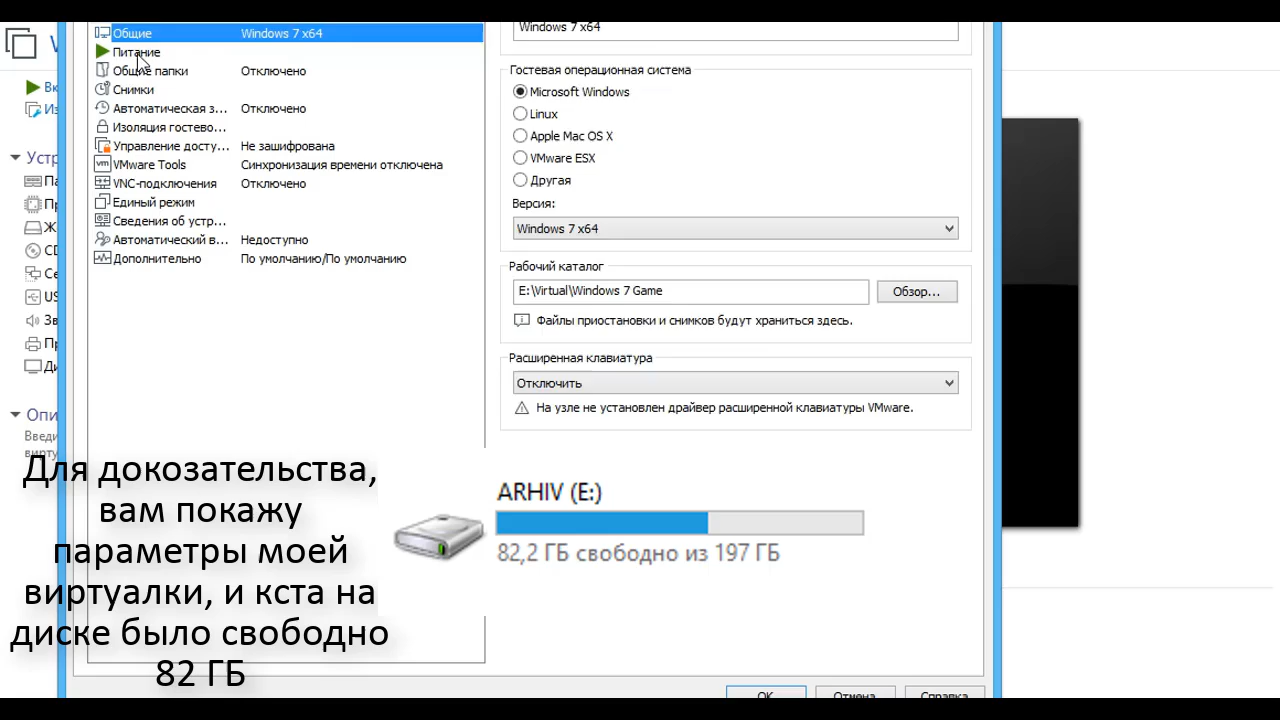 Общие Windows 7 x64
Питание
Общие папки Отключено
Снимки
Автоматическая з... Отключено
Изоляция гостево...
Управление досту... Не зашифрована
VMware Tools Синхронизация времени отключена
VNC-подключения Отключено
Единый режим
Сведения об устр...
Автоматический в... Недоступно
Дополнительно По умолчанию/По умолчанию
Windows 7 x64
Гостевая операционная система
Microsoft Windows
Linux
Apple Mac OS X
VMware ESX
Другая
Версия:
Windows 7 x64
Рабочий каталог
E:\Virtual\Windows 7 Game
Обзор...
Файлы приостановки и снимков будут храниться здесь.
Расширенная клавиатура
Отключить
На узле не установлен драйвер расширенной клавиатуры VMware.
ARHIV (E:)
82,2 ГБ свободно из 197 ГБ
Для докозательства,
вам покажу
параметры моей
виртуалки, и кста на
диске было свободно
82 ГБ
OK Отмена Справка